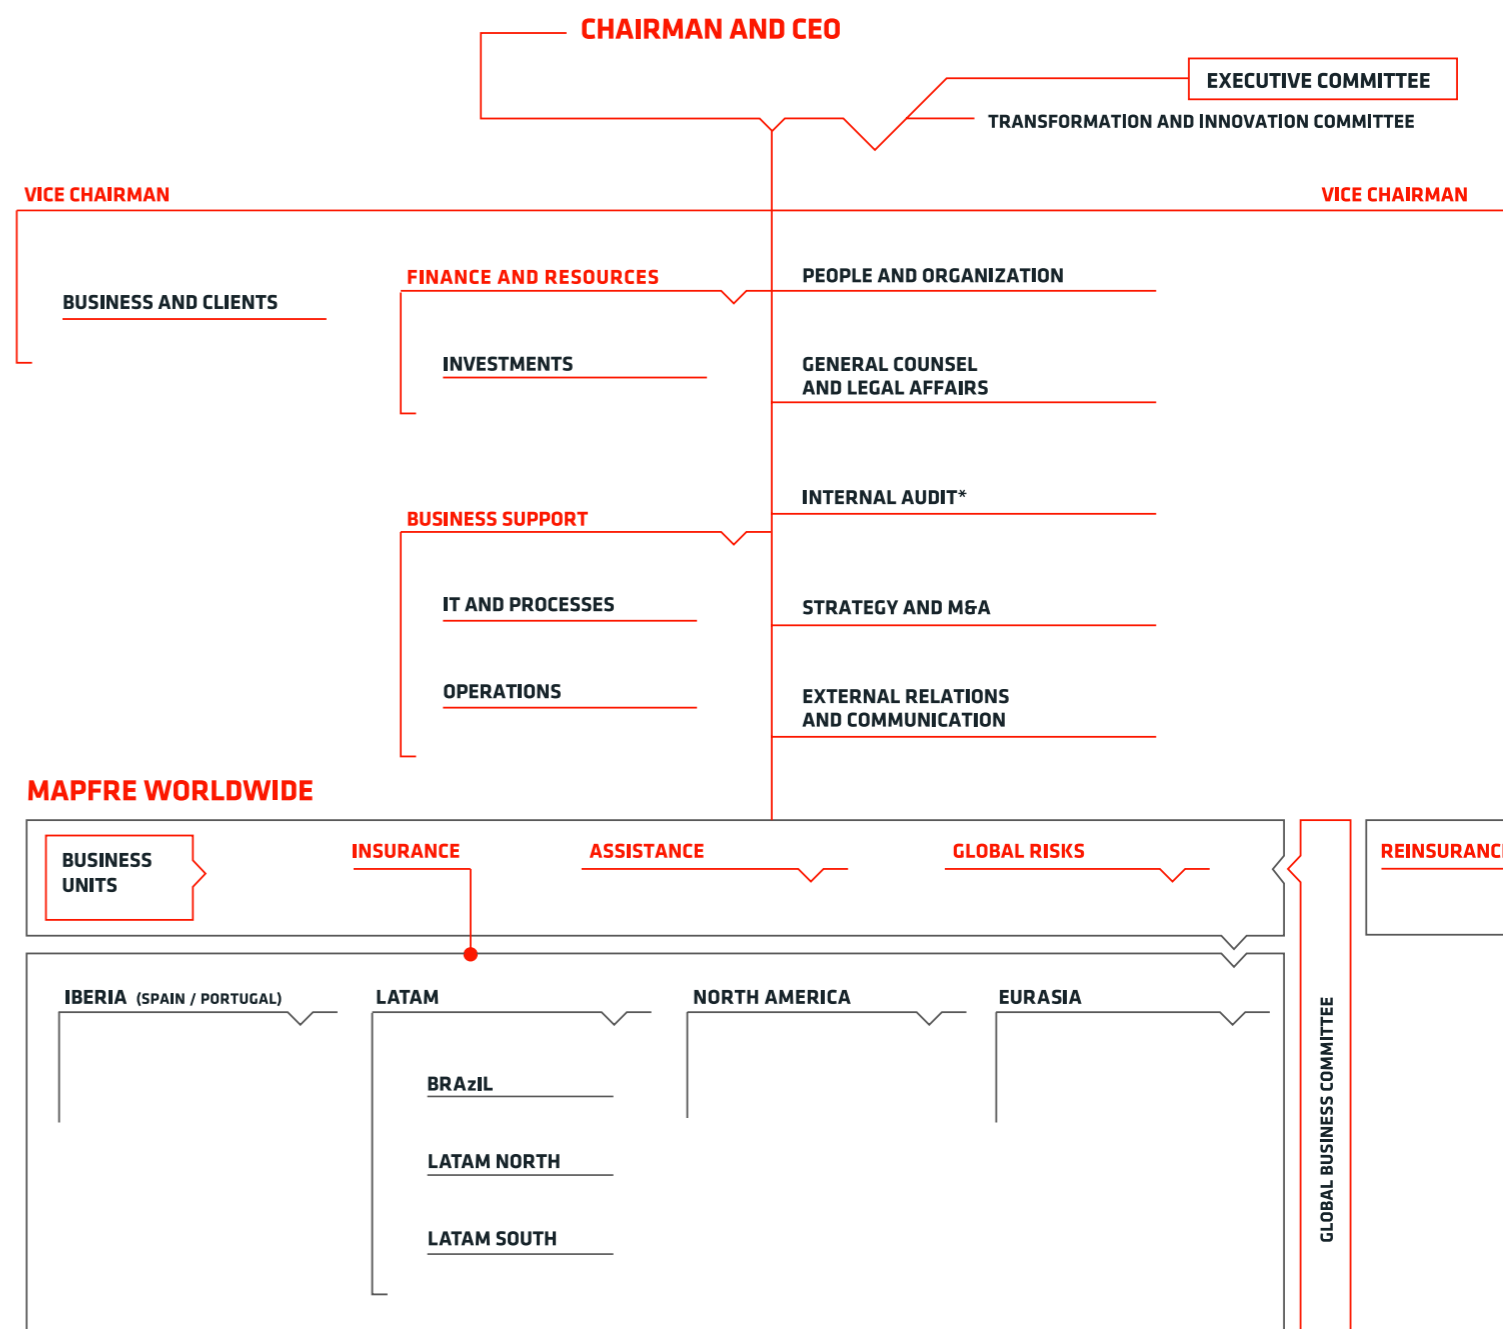 CHAIRMAN AND CEO
EXECUTIVE COMMITTEE
TRANSFORMATION AND INNOVATION COMMITTEE
VICE CHAIRMAN
VICE CHAIRMAN
BUSINESS AND CLIENTS
FINANCE AND RESOURCES
INVESTMENTS
BUSINESS SUPPORT
IT AND PROCESSES
OPERATIONS
PEOPLE AND ORGANIZATION
GENERAL COUNSEL
AND LEGAL AFFAIRS
INTERNAL AUDIT*
STRATEGY AND M&A
EXTERNAL RELATIONS
AND COMMUNICATION
MAPFRE WORLDWIDE
BUSINESS
UNITS
INSURANCE
ASSISTANCE
GLOBAL RISKS
REINSURANC
IBERIA (SPAIN / PORTUGAL)
LATAM
BRAzIL
LATAM NORTH
LATAM SOUTH
NORTH AMERICA
EURASIA
GLOBAL BUSINESS COMMITTEE